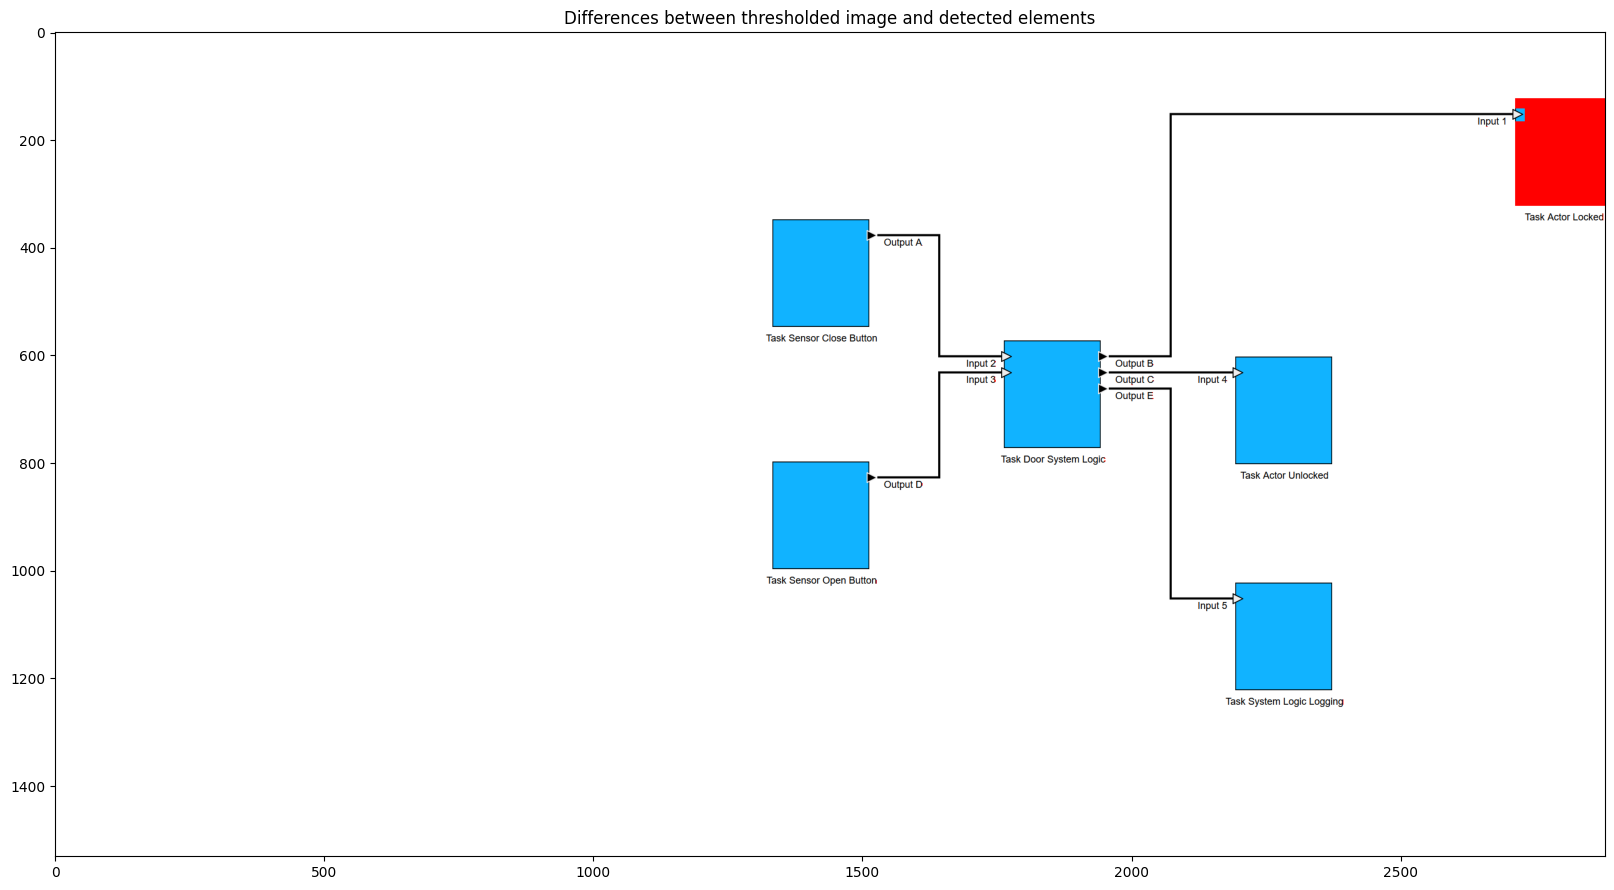 Differences between thresholded image and detected elements
0
200
400
600
800
1000
1200
1400
0
500
1000
1500
2000
2500
Input 1
Task Actor Locked
Output A
Task Sensor Close Button
Input 2
Input 3
Output B
Output C
Output E
Input 4
Task Door System Logic
Task Actor Unlocked
Output D
Task Sensor Open Button
Input 5
Task System Logic Logging